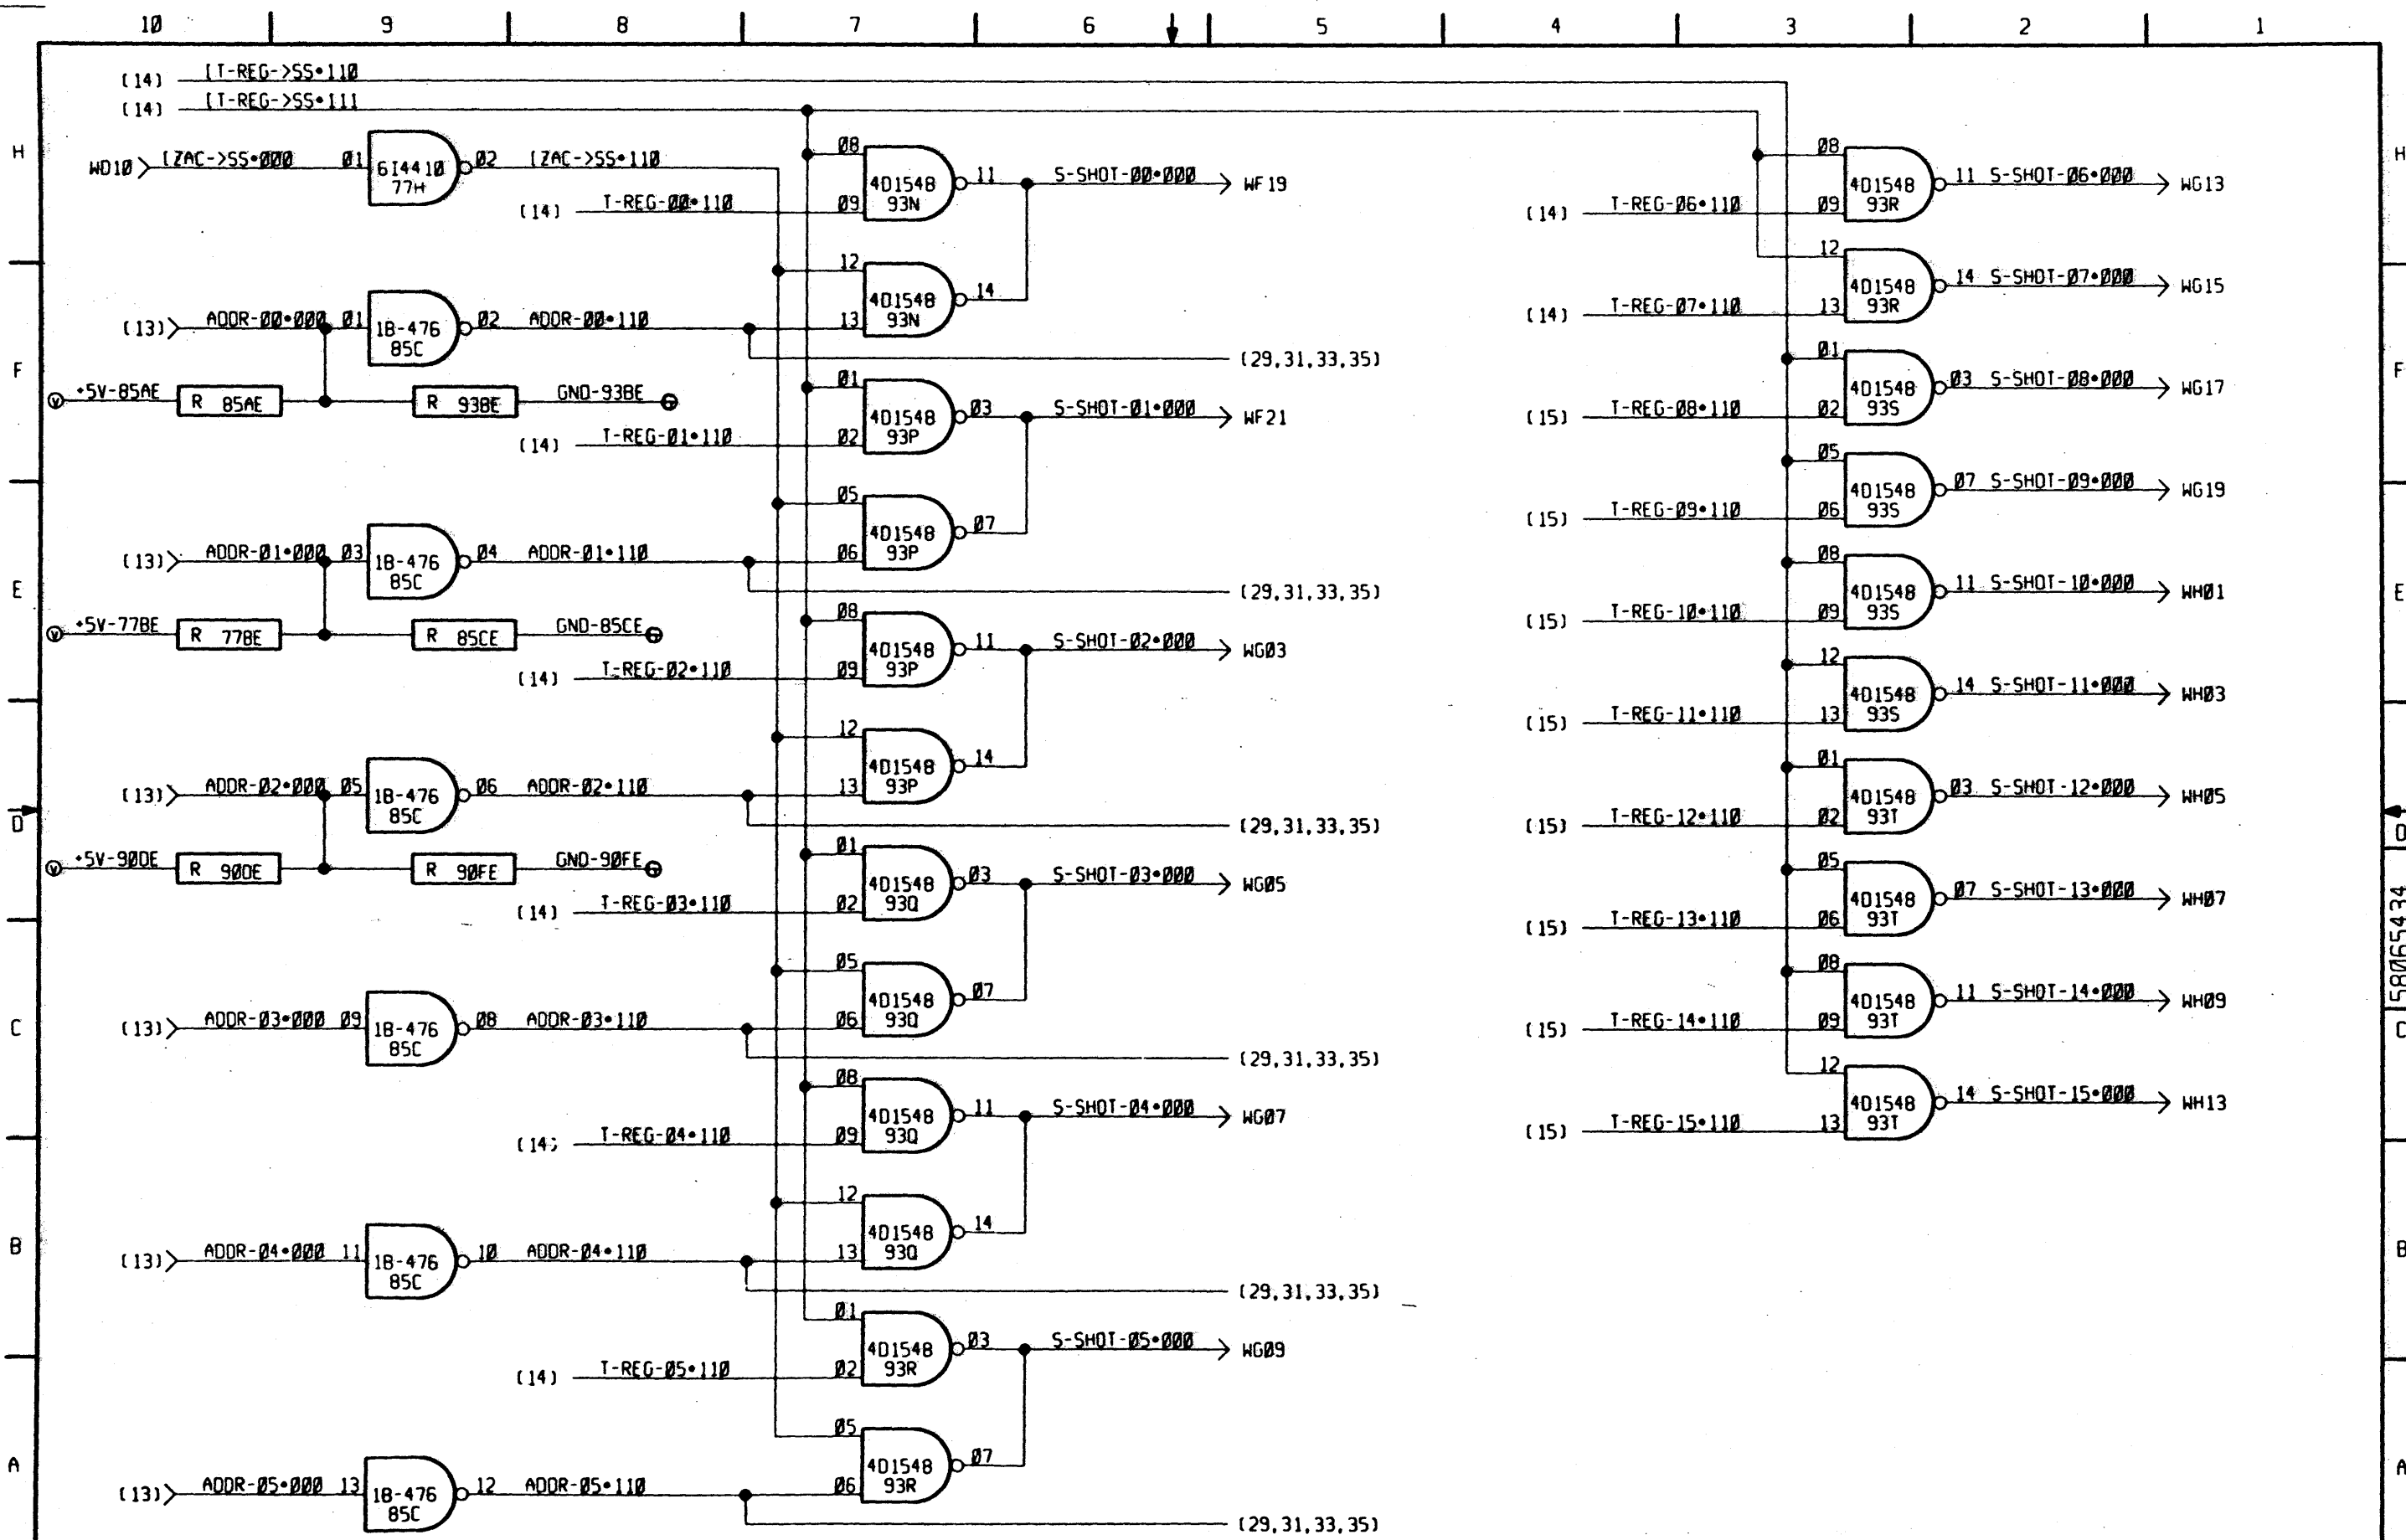 10 9 8 7 6 5 4 3 2 1
(14) [T-REG->SS•110
(14) [T-REG->SS•111
H H
WD10 [ZAC->SS•000 01 6I4410 77H 02 [ZAC->SS•110
08 4D1548 93N 11 S-SHOT-00•000 WF19
(14) T-REG-00•110 09
12 4D1548 93N 14
(13) ADDR-00•000 01 1B-476 85C 02 ADDR-00•110 13
(29,31,33,35)
F F
+5V-85AE R 85AE R 93BE GND-93BE G
01 4D1548 93P 03 S-SHOT-01•000 WF21
(14) T-REG-01•110 02
05 4D1548 93P 07
(13) ADDR-01•000 03 1B-476 85C 04 ADDR-01•110 06
(29,31,33,35)
E E
V +5V-77BE R 77BE R 85CE GND-85CE G
08 4D1548 93P 11 S-SHOT-02•000 WG03
(14) T-REG-02•110 09
12 4D1548 93P 14
(13) ADDR-02•000 05 1B-476 85C 06 ADDR-02•110 13
(29,31,33,35)
D D
V +5V-90DE R 90DE R 90FE GND-90FE G
01 4D1548 93Q 03 S-SHOT-03•000 WG05
(14) T-REG-03•110 02
05 4D1548 93Q 07
(13) ADDR-03•000 09 1B-476 85C 08 ADDR-03•110 06
(29,31,33,35)
C C
08 4D1548 93Q 11 S-SHOT-04•000 WG07
(14) T-REG-04•110 09
12 4D1548 93Q 14
(13) ADDR-04•000 11 1B-476 85C 10 ADDR-04•110 13
(29,31,33,35)
B B
01 4D1548 93R 03 S-SHOT-05•000 WG09
(14) T-REG-05•110 02
05 4D1548 93R 07
(13) ADDR-05•000 13 1B-476 85C 12 ADDR-05•110 06
(29,31,33,35)
A A
08 4D1548 93R 11 S-SHOT-06•000 WG13
(14) T-REG-06•110 09
12 4D1548 93R 14 S-SHOT-07•000 WG15
(14) T-REG-07•110 13
01 4D1548 93S 03 S-SHOT-08•000 WG17
(15) T-REG-08•110 02
05 4D1548 93S 07 S-SHOT-09•000 WG19
(15) T-REG-09•110 06
08 4D1548 93S 11 S-SHOT-10•000 WH01
(15) T-REG-10•110 09
12 4D1548 93S 14 S-SHOT-11•000 WH03
(15) T-REG-11•110 13
01 4D1548 93T 03 S-SHOT-12•000 WH05
(15) T-REG-12•110 02
05 4D1548 93T 07 S-SHOT-13•000 WH07
(15) T-REG-13•110 06
08 4D1548 93T 11 S-SHOT-14•000 WH09
(15) T-REG-14•110 09
12 4D1548 93T 14 S-SHOT-15•000 WH13
(15) T-REG-15•110 13
58065434